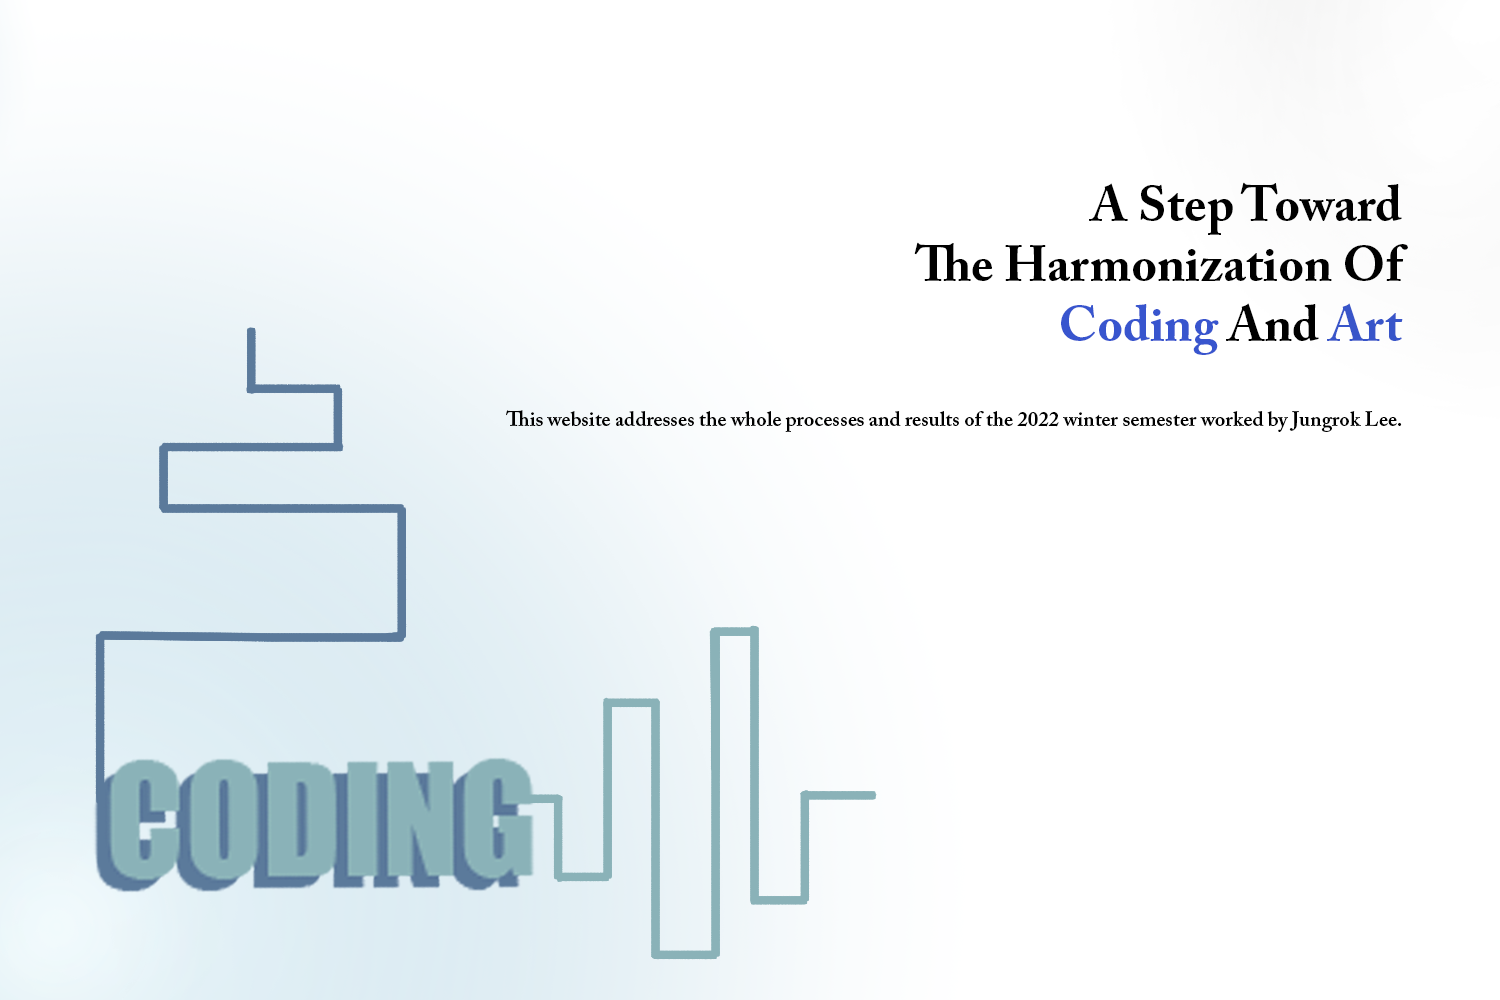 A Step Toward
The Harmonization Of
Coding And Art
This website addresses the whole processes and results of the 2022 winter semester worked by Jungrok Lee.
CODING